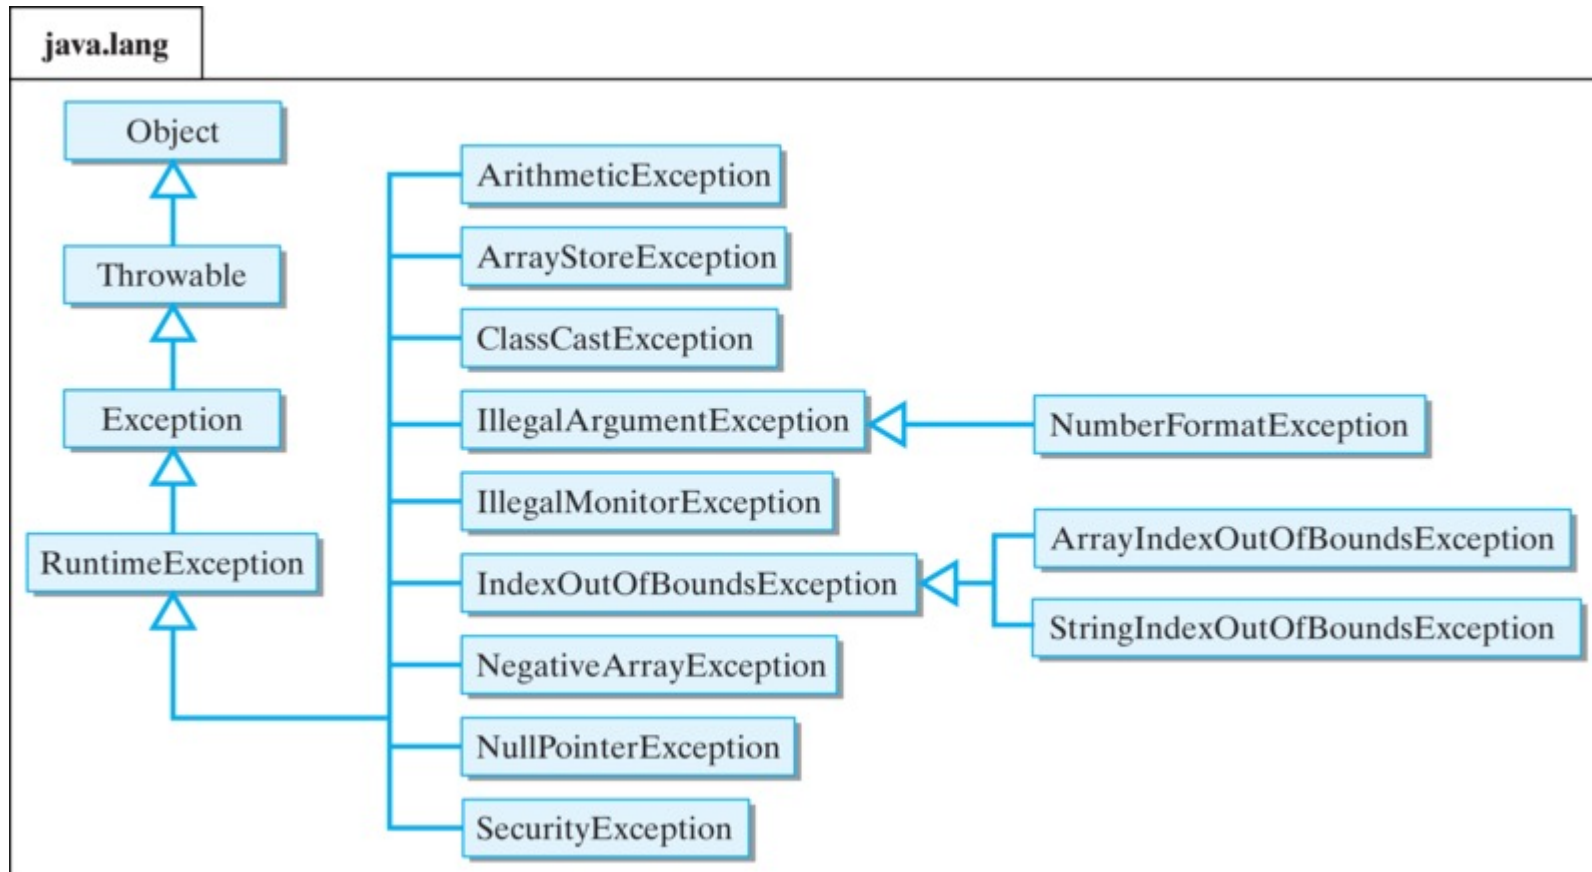 java.lang
Object
Throwable
Exception
RuntimeException
ArithmeticException
ArrayStoreException
ClassCastException
IllegalArgumentException
IllegalMonitorException
IndexOutOfBoundsException
NegativeArrayException
NullPointerException
SecurityException
NumberFormatException
ArrayIndexOutOfBoundsException
StringIndexOutOfBoundsException